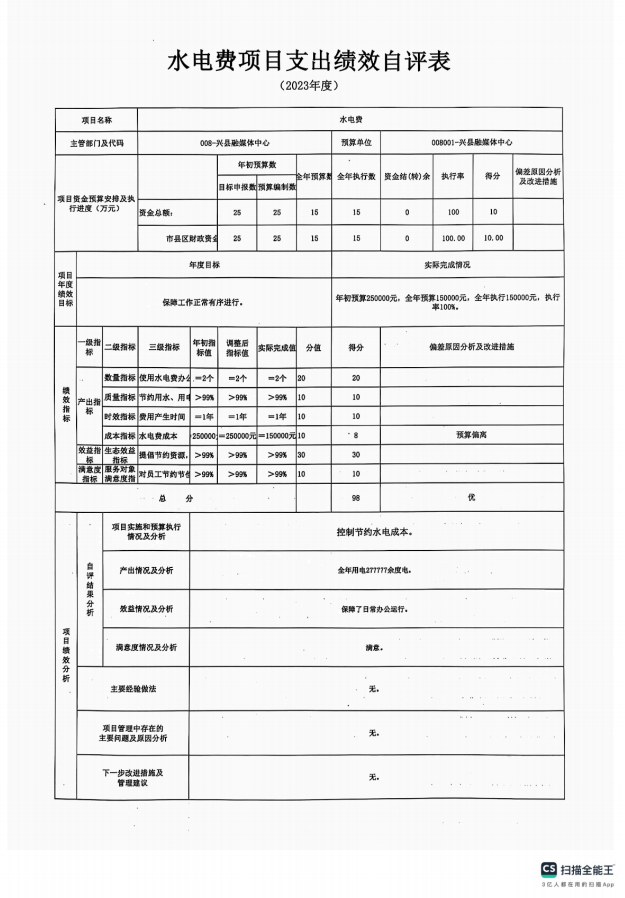 水电费项目支出绩效自评表
（2023年度）
项目名称 水电费
主管部门及代码 008-兴县融媒体中心 预算单位 008001-兴县融媒体中心
项目资金预算安排及执行进度（万元） 年初预算数 全年预算数 全年执行数 资金结(转)余 执行率 得分 偏差原因分析及改进措施
目标申报数 预算编制数
资金总额： 25 25 15 15 0 100 10
市县区财政资金 25 25 15 15 0 100.00 10.00
项目年度绩效目标 年度目标 实际完成情况
保障工作正常有序进行。 年初预算250000元，全年预算150000元，全年执行150000元，执行率100%。
绩效指标 一级指标 二级指标 三级指标 年初指标值 调整后指标值 实际完成值 分值 得分 偏差原因分析及改进措施
产出指标 数量指标 使用水电费办公 =2个 =2个 =2个 20 20
质量指标 节约用水、用电 >99% >99% >99% 10 10
时效指标 费用产生时间 =1年 =1年 =1年 10 10
成本指标 水电费成本 250000 =250000元 =150000元 10 8 预算偏离
效益指标 生态效益指标 提倡节约资源， >99% >99% >99% 30 30
满意度指标 服务对象满意度指 对员工节约节 >99% >99% >99% 10 10
总 分 98 优
项目绩效分析 自评结果分析 项目实施和预算执行情况及分析 控制节约水电成本。
产出情况及分析 全年用电277777余度电。
效益情况及分析 保障了日常办公运行。
满意度情况及分析 满意。
主要经验做法 无。
项目管理中存在的主要问题及原因分析 无。
下一步改进措施及管理建议 无。
CS 扫描全能王
3亿人都在用的扫描App